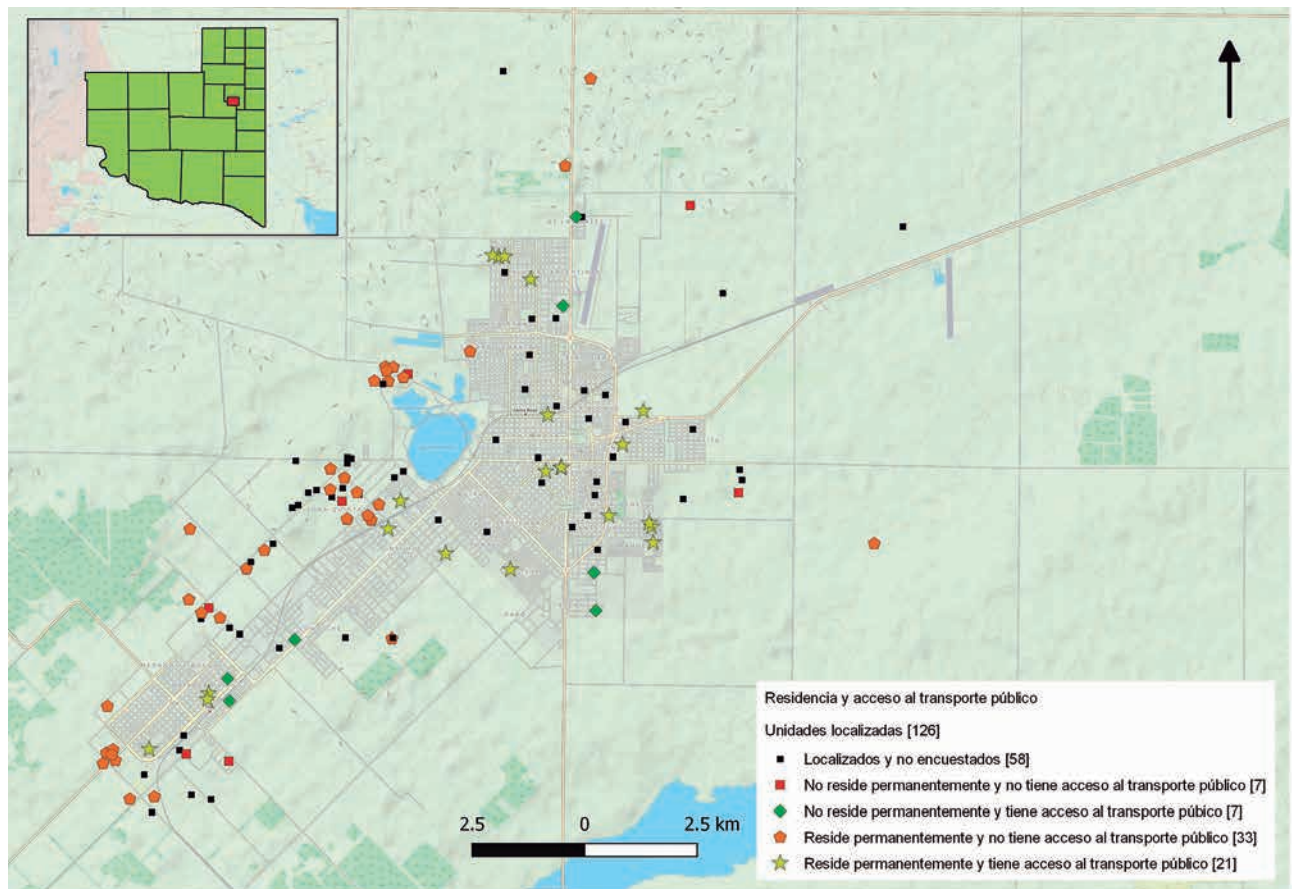 1
2.5
0
2.5 km
Residencia y acceso al transporte público
Unidades localizadas [126]
Localizados y no encuestados [58]
No reside permanentemente y no tiene acceso al transporte público [7]
No reside permanentemente y tiene acceso al transporte púbico [7]
Reside permanentemente y no tiene acceso al transporte público [33]
Reside permanentemente y tiene acceso al transporte público [21]